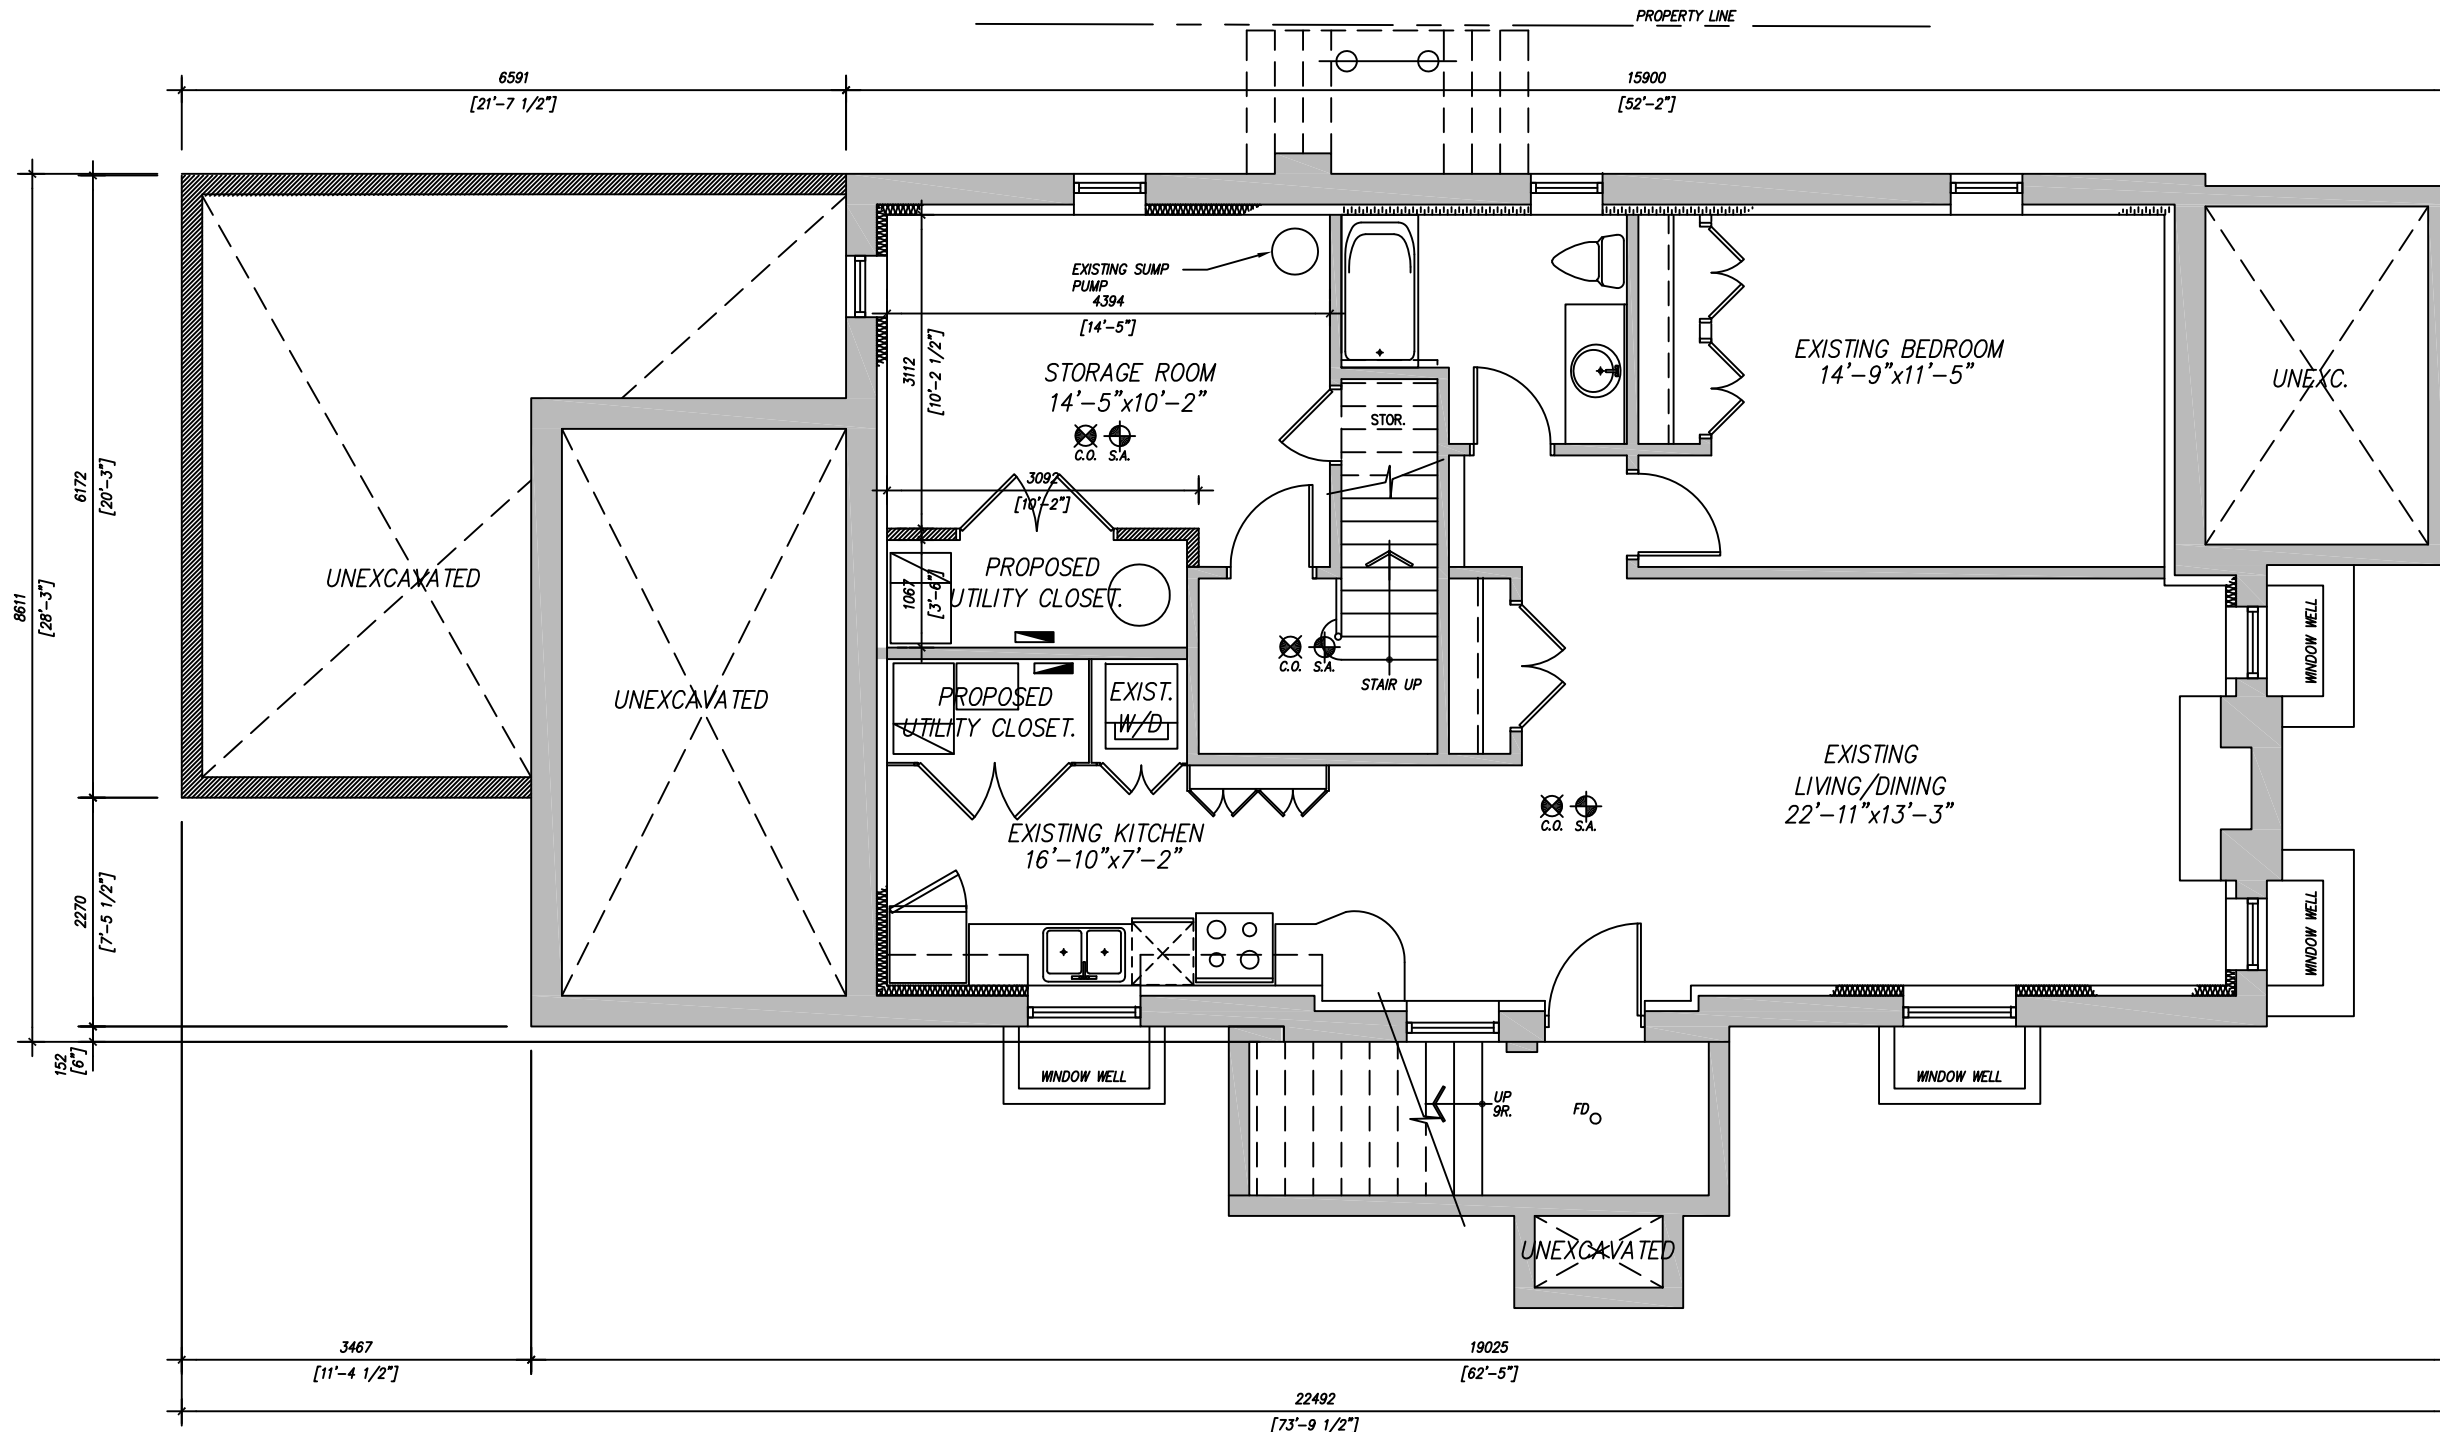 PROPERTY LINE
6591
[21'-7 1/2"]
15900
[52'-2"]
EXISTING SUMP
PUMP
4394
[14'-5"]
3112
[10'-2 1/2"]
STORAGE ROOM
14'-5"x10'-2"
C.O. S.A.
STOR.
EXISTING BEDROOM
14'-9"x11'-5"
UNEXC.
3092
[10'-2"]
6172
[20'-3"]
8611
[28'-3"]
UNEXCAVATED
PROPOSED
UTILITY CLOSET.
1067
[3'-6"]
UNEXCAVATED
PROPOSED
UTILITY CLOSET.
EXIST.
W/D
C.O. S.A.
STAIR UP
WINDOW WELL
EXISTING
LIVING/DINING
22'-11"x13'-3"
C.O. S.A.
EXISTING KITCHEN
16'-10"x7'-2"
2270
[7'-5 1/2"]
WINDOW WELL
152
[6"]
WINDOW WELL
UP
9R.
FD
WINDOW WELL
UNEXCAVATED
3467
[11'-4 1/2"]
19025
[62'-5"]
22492
[73'-9 1/2"]